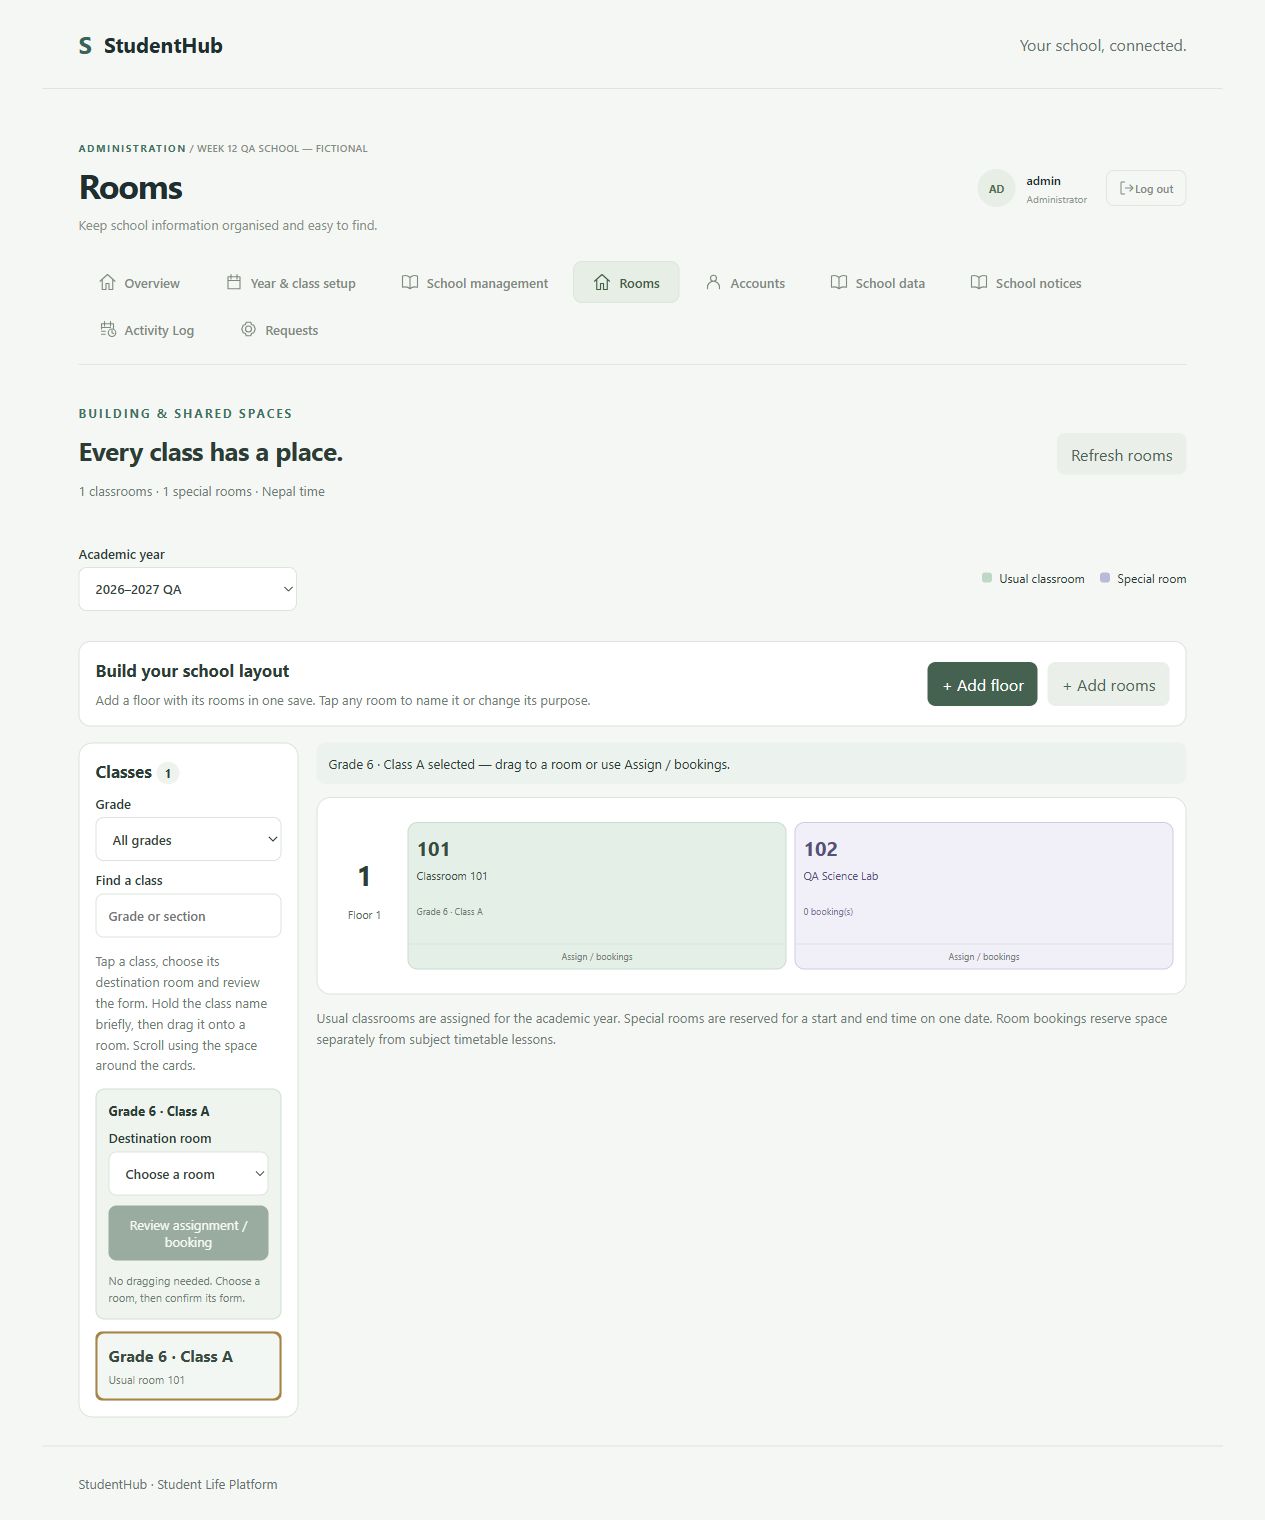 S StudentHub
Your school, connected.
ADMINISTRATION / WEEK 12 QA SCHOOL — FICTIONAL
Rooms
Keep school information organised and easy to find.
AD
admin
Administrator
Log out
Overview
Year & class setup
School management
Rooms
Accounts
School data
School notices
Activity Log
Requests
BUILDING & SHARED SPACES
Every class has a place.
1 classrooms · 1 special rooms · Nepal time
Refresh rooms
Academic year
2026–2027 QA
Usual classroom
Special room
Build your school layout
Add a floor with its rooms in one save. Tap any room to name it or change its purpose.
+ Add floor
+ Add rooms
Classes 1
Grade
All grades
Find a class
Grade or section
Tap a class, choose its
destination room and review
the form. Hold the class name
briefly, then drag it onto a
room. Scroll using the space
around the cards.
Grade 6 · Class A
Destination room
Choose a room
Review assignment /
booking
No dragging needed. Choose a
room, then confirm its form.
Grade 6 · Class A
Usual room 101
Grade 6 · Class A selected — drag to a room or use Assign / bookings.
1
Floor 1
101
Classroom 101
Grade 6 · Class A
Assign / bookings
102
QA Science Lab
0 booking(s)
Assign / bookings
Usual classrooms are assigned for the academic year. Special rooms are reserved for a start and end time on one date. Room bookings reserve space
separately from subject timetable lessons.
StudentHub · Student Life Platform